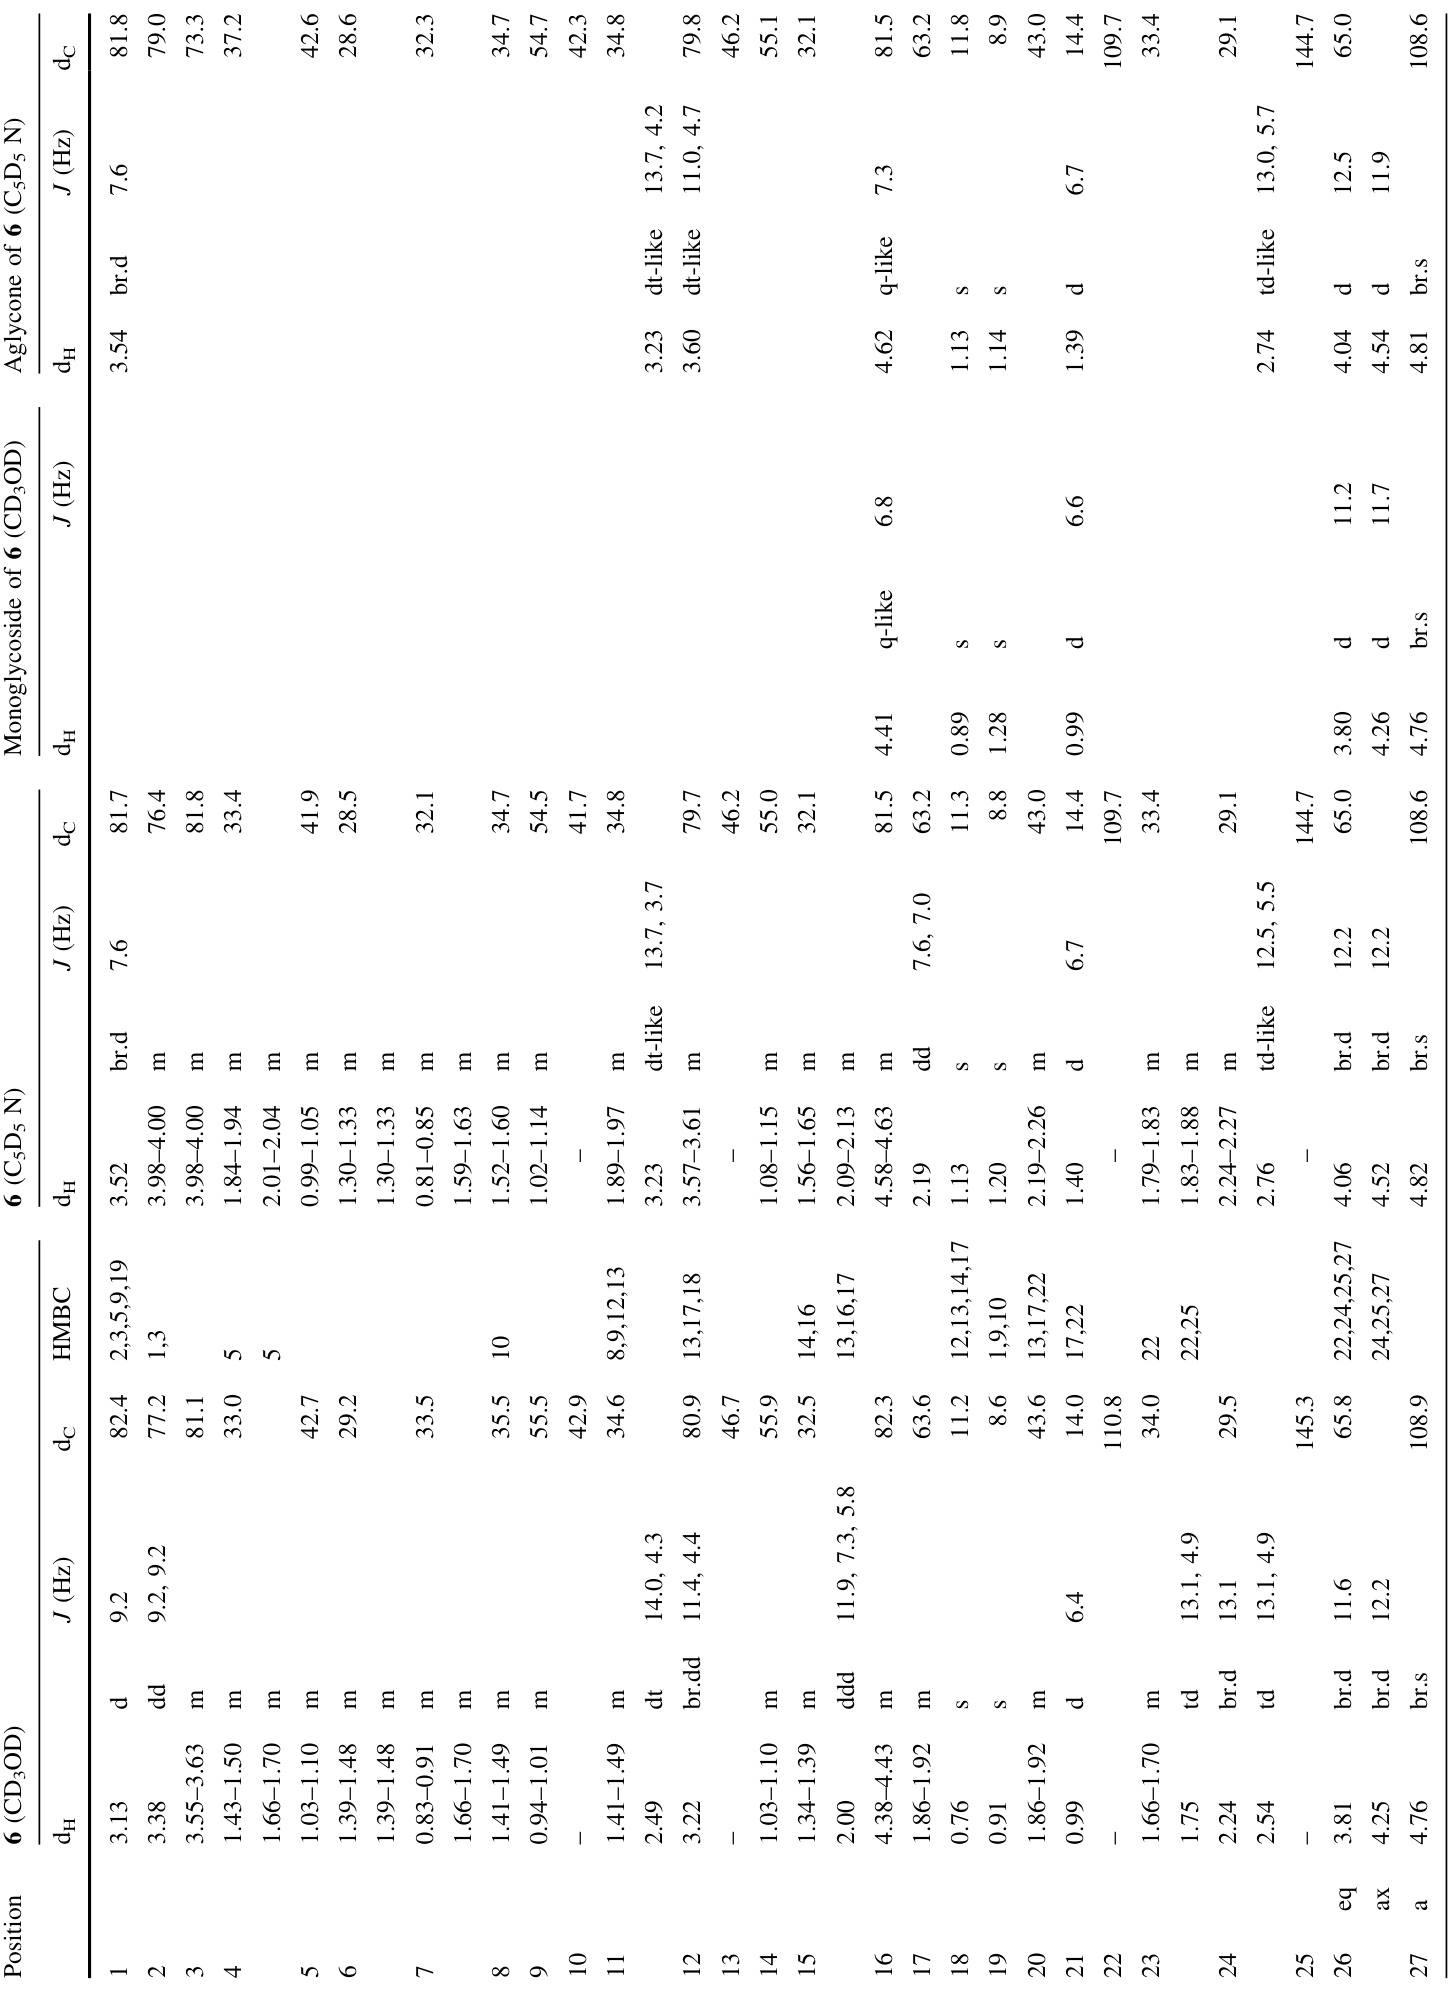 Position 6 (CD3OD) 6 (C5D5 N) Monoglycoside of 6 (CD3OD) Aglycone of 6 (C5D5 N)
dH J (Hz) dC HMBC dH J (Hz) dC dH J (Hz) dH J (Hz) dC
1 3.13 d 9.2 82.4 2,3,5,9,19 3.52 br.d 7.6 81.7 3.54 br.d 7.6 81.8
2 3.38 dd 9.2, 9.2 77.2 1,3 3.98–4.00 m 76.4 79.0
3 3.55–3.63 m 81.1 3.98–4.00 m 81.8 73.3
4 1.43–1.50 m 33.0 5 1.84–1.94 m 33.4 37.2
1.66–1.70 m 5 2.01–2.04 m
5 1.03–1.10 m 42.7 0.99–1.05 m 41.9 42.6
6 1.39–1.48 m 29.2 1.30–1.33 m 28.5 28.6
1.39–1.48 m 1.30–1.33 m
7 0.83–0.91 m 33.5 0.81–0.85 m 32.1 32.3
1.66–1.70 m 1.59–1.63 m
8 1.41–1.49 m 35.5 10 1.52–1.60 m 34.7 34.7
9 0.94–1.01 m 55.5 1.02–1.14 m 54.5 54.7
10 – 42.9 – 41.7 42.3
11 1.41–1.49 m 34.6 8,9,12,13 1.89–1.97 m 34.8 34.8
2.49 dt 14.0, 4.3 3.23 dt-like 13.7, 3.7 3.23 dt-like 13.7, 4.2
12 3.22 br.dd 11.4, 4.4 80.9 13,17,18 3.57–3.61 m 79.7 3.60 dt-like 11.0, 4.7 79.8
13 – 46.7 – 46.2 46.2
14 1.03–1.10 m 55.9 1.08–1.15 m 55.0 55.1
15 1.34–1.39 m 32.5 14,16 1.56–1.65 m 32.1 32.1
2.00 ddd 11.9, 7.3, 5.8 13,16,17 2.09–2.13 m
16 4.38–4.43 m 82.3 4.58–4.63 m 81.5 4.41 q-like 6.8 4.62 q-like 7.3 81.5
17 1.86–1.92 m 63.6 2.19 dd 7.6, 7.0 63.2 63.2
18 0.76 s 11.2 12,13,14,17 1.13 s 11.3 0.89 s 1.13 s 11.8
19 0.91 s 8.6 1,9,10 1.20 s 8.8 1.28 s 1.14 s 8.9
20 1.86–1.92 m 43.6 13,17,22 2.19–2.26 m 43.0 43.0
21 0.99 d 6.4 14.0 17,22 1.40 d 6.7 14.4 0.99 d 6.6 1.39 d 6.7 14.4
22 – 110.8 – 109.7 109.7
23 1.66–1.70 m 34.0 22 1.79–1.83 m 33.4 33.4
1.75 td 13.1, 4.9 22,25 1.83–1.88 m
24 2.24 br.d 13.1 29.5 2.24–2.27 m 29.1 29.1
2.54 td 13.1, 4.9 2.76 td-like 12.5, 5.5 2.74 td-like 13.0, 5.7
25 – 145.3 – 144.7 144.7
26 eq 3.81 br.d 11.6 65.8 22,24,25,27 4.06 br.d 12.2 65.0 3.80 d 11.2 4.04 d 12.5 65.0
ax 4.25 br.d 12.2 24,25,27 4.52 br.d 12.2 4.26 d 11.7 4.54 d 11.9
27 a 4.76 br.s 108.9 4.82 br.s 108.6 4.76 br.s 4.81 br.s 108.6